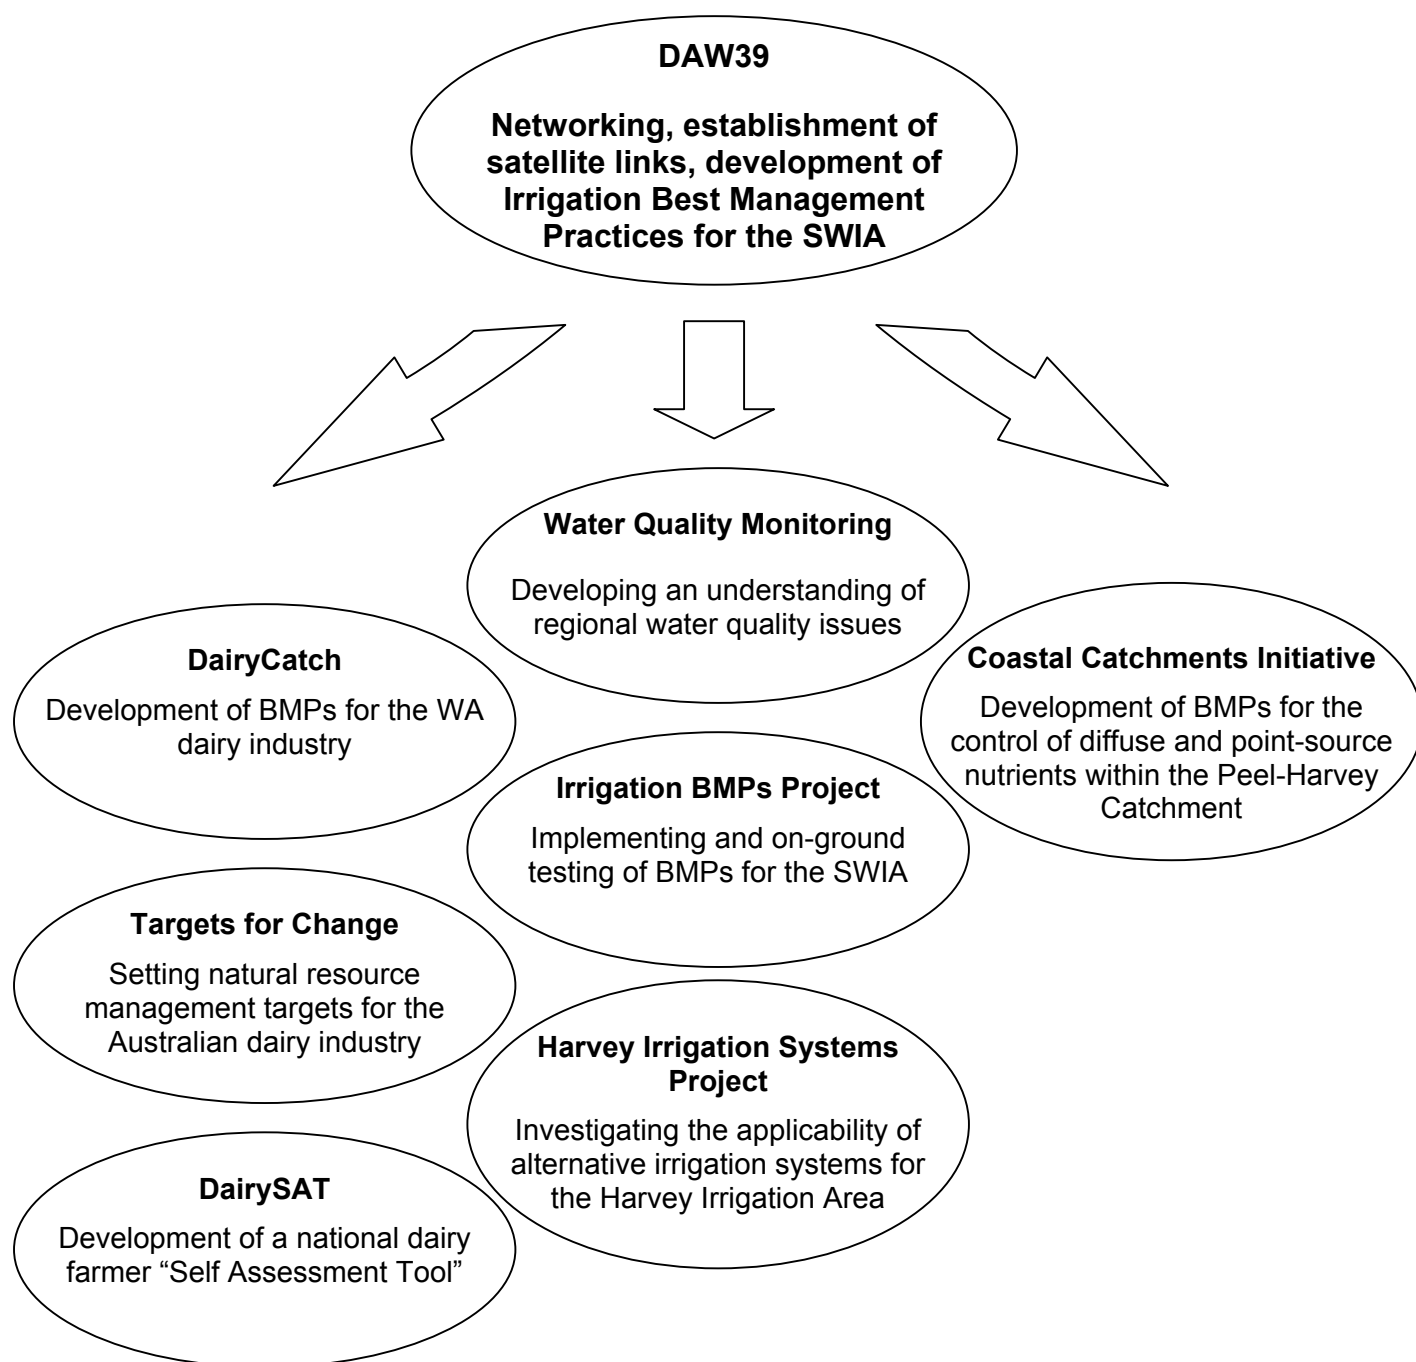 DAW39
Networking, establishment of
satellite links, development of
Irrigation Best Management
Practices for the SWIA
Water Quality Monitoring
Developing an understanding of
regional water quality issues
DairyCatch
Development of BMPs for the WA
dairy industry
Coastal Catchments Initiative
Development of BMPs for the
control of diffuse and point-source
nutrients within the Peel-Harvey
Catchment
Irrigation BMPs Project
Implementing and on-ground
testing of BMPs for the SWIA
Targets for Change
Setting natural resource
management targets for the
Australian dairy industry
Harvey Irrigation Systems
Project
Investigating the applicability of
alternative irrigation systems for
the Harvey Irrigation Area
DairySAT
Development of a national dairy
farmer “Self Assessment Tool”